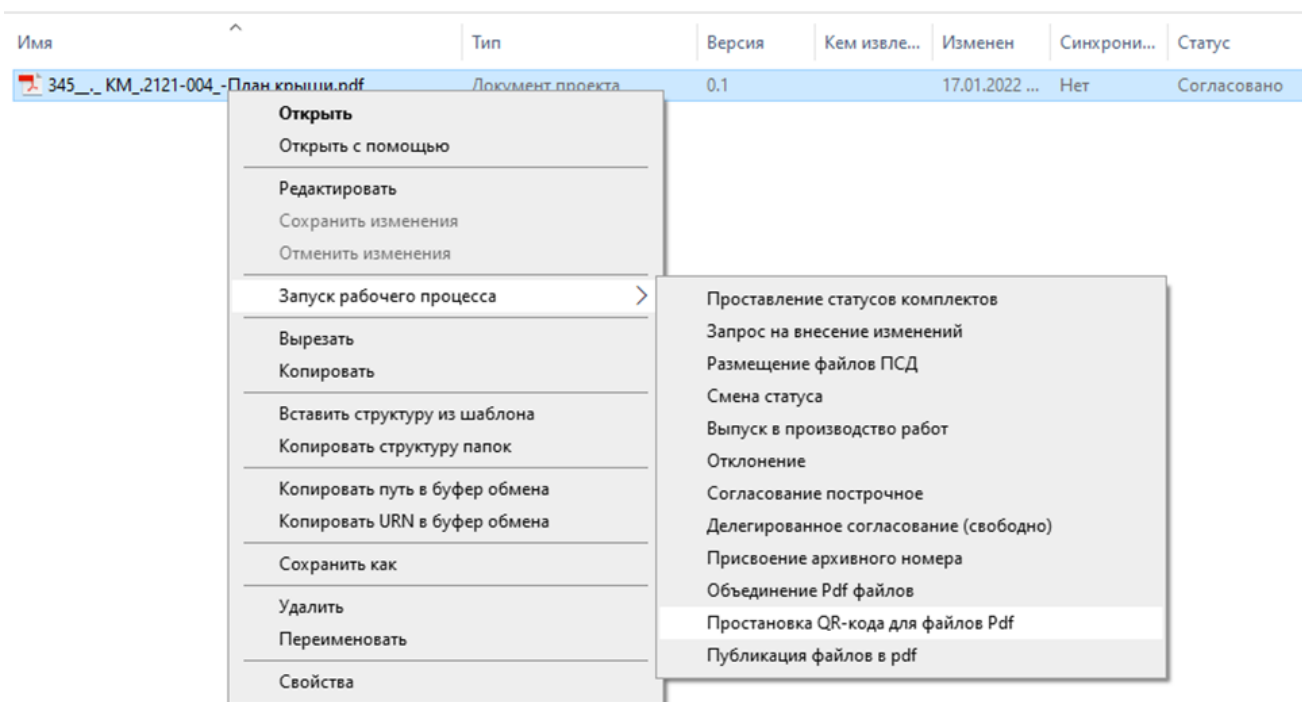 Имя Тип Версия Кем извле... Изменен Синхрони... Статус
345__._ КМ_.2121-004_-План крыши.pdf Документ проекта 0.1 17.01.2022 ... Нет Согласовано
Открыть
Открыть с помощью
Редактировать
Сохранить изменения
Отменить изменения
Запуск рабочего процесса
Вырезать
Копировать
Вставить структуру из шаблона
Копировать структуру папок
Копировать путь в буфер обмена
Копировать URN в буфер обмена
Сохранить как
Удалить
Переименовать
Свойства
Проставление статусов комплектов
Запрос на внесение изменений
Размещение файлов ПСД
Смена статуса
Выпуск в производство работ
Отклонение
Согласование построчное
Делегированное согласование (свободно)
Присвоение архивного номера
Объединение Pdf файлов
Простановка QR-кода для файлов Pdf
Публикация файлов в pdf